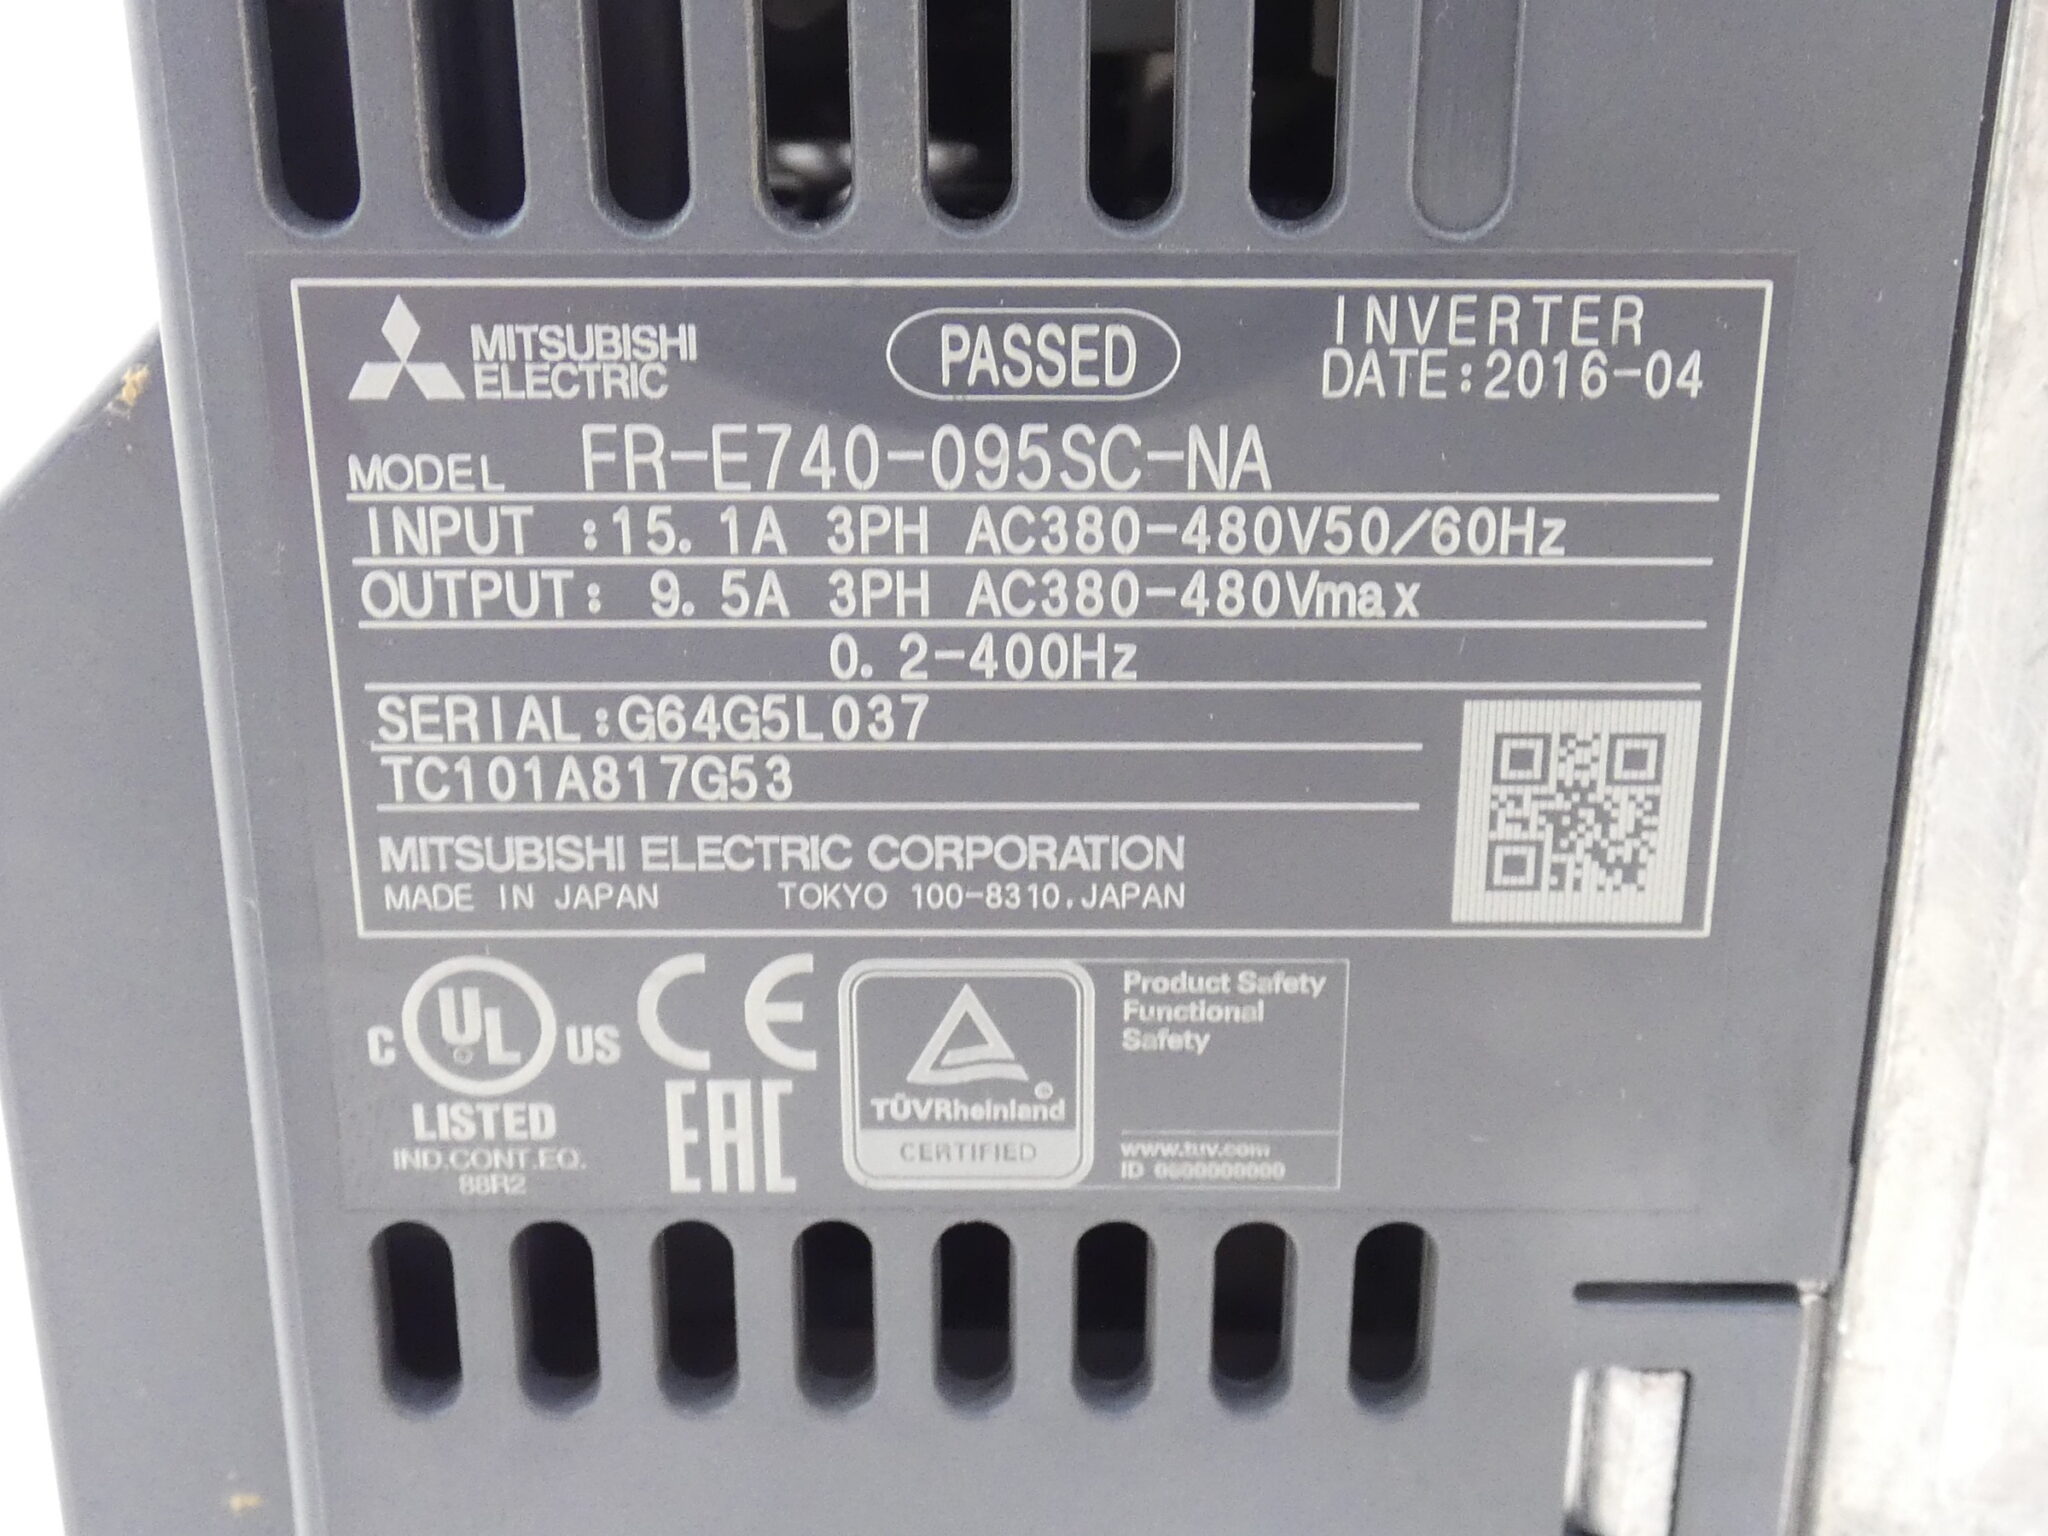 MITSUBISHI
ELECTRIC
PASSED
INVERTER
DATE:2016-04
MODEL FR-E740-095SC-NA
INPUT :15.1A 3PH AC380-480V50/60Hz
OUTPUT: 9.5A 3PH AC380-480Vmax
0.2-400Hz
SERIAL:G64G5L037
TC101A817G53
MITSUBISHI ELECTRIC CORPORATION
MADE IN JAPAN TOKYO 100-8310,JAPAN
C UL US
LISTED
IND.CONT.EQ.
88R2
CE
EAC
TÜVRheinland
CERTIFIED
Product Safety
Functional
Safety
www.tuv.com
ID